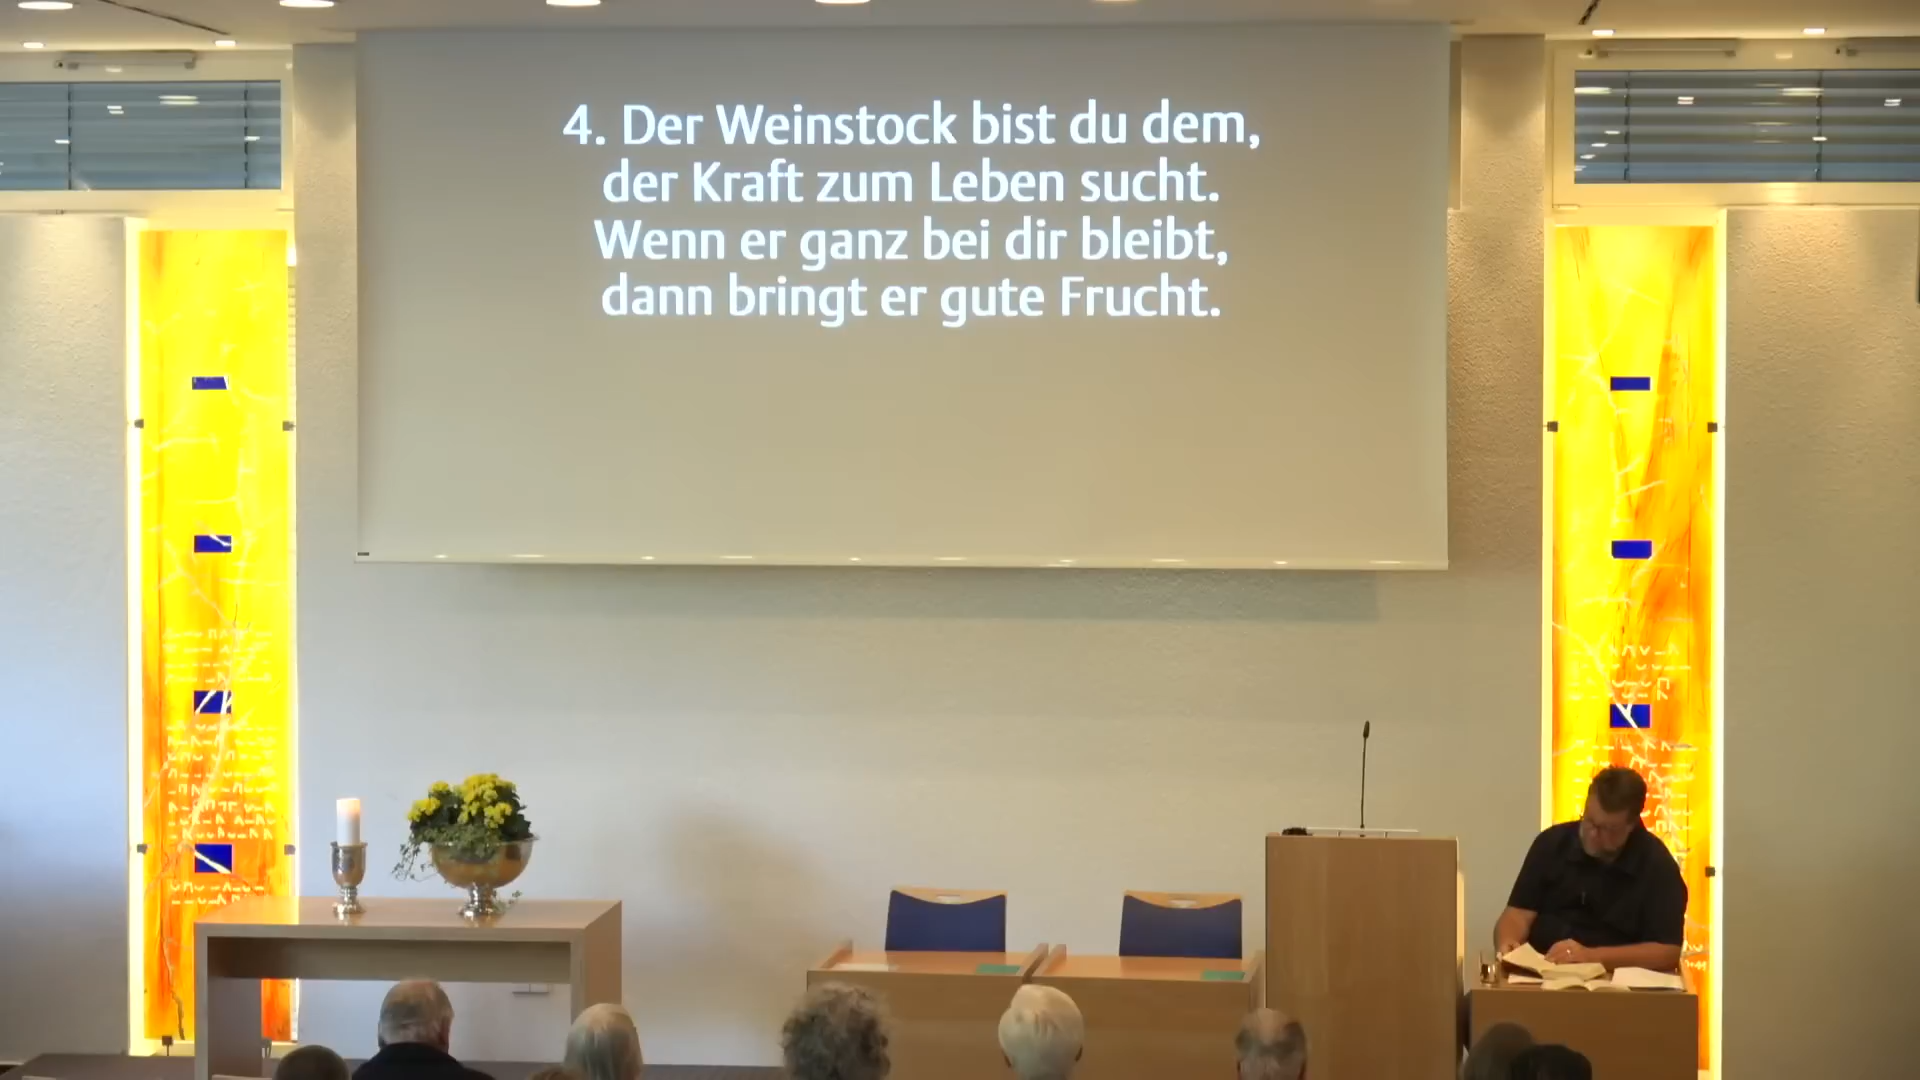 4. Der Weinstock bist du dem,
der Kraft zum Leben sucht.
Wenn er ganz bei dir bleibt,
dann bringt er gute Frucht.